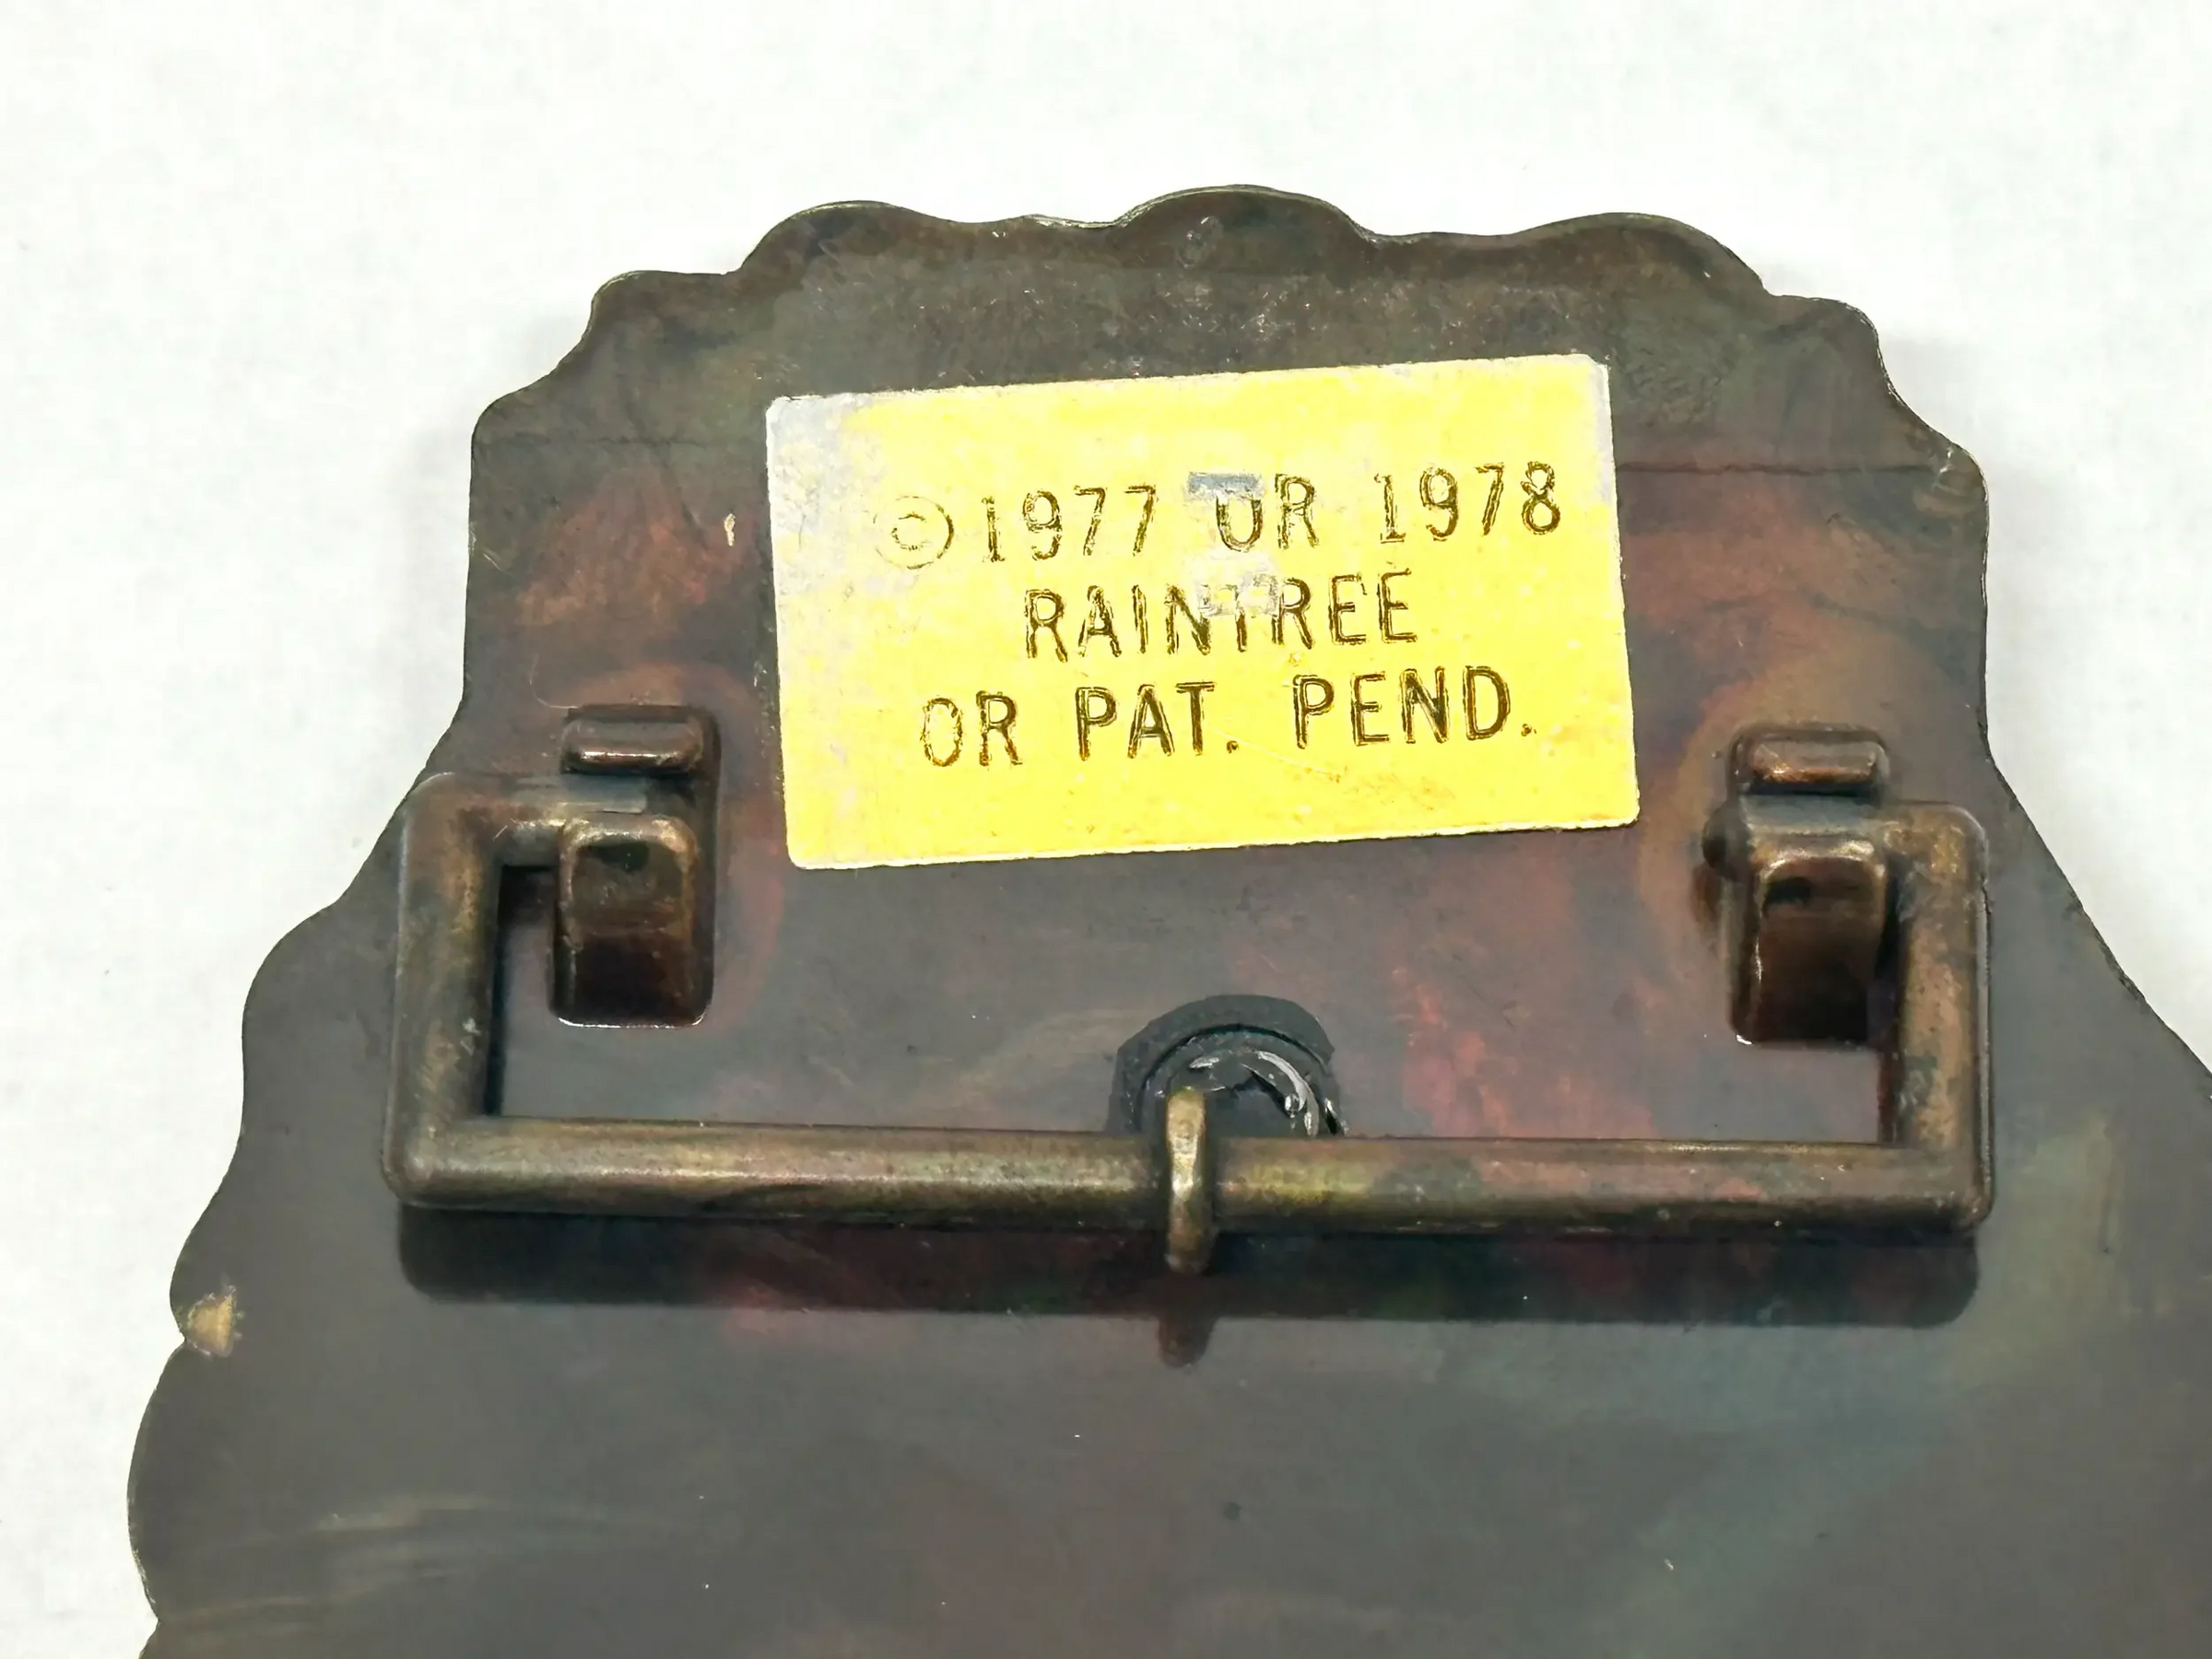 ©1977 OR 1978
RAINTREE
OR PAT. PEND.